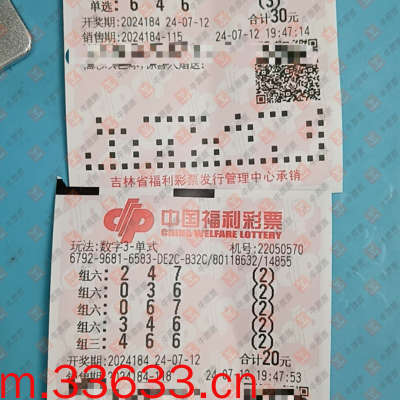 单选: 6 4 6 (3)
开奖期: 2024184 24-07-12 合计30元
销售期: 2024184-115 24-07-12 19:47:14
吉林省福利彩票发行管理中心承销
中国福利彩票
CHINA WELFARE LOTTERY
玩法: 数字3-单式 机号: 22050570
6792-9681-6583-DE2C-B32C/80118632/14855
组六: 2 4 7 (2)
组六: 0 3 6 (2)
组六: 0 6 7 (2)
组六: 3 4 6 (2)
组三: 4 6 6 (2)
开奖期: 2024184 24-07-12 合计20元
销售期: 2024184-118 24-07-12 19:47:53
m.33633.cn